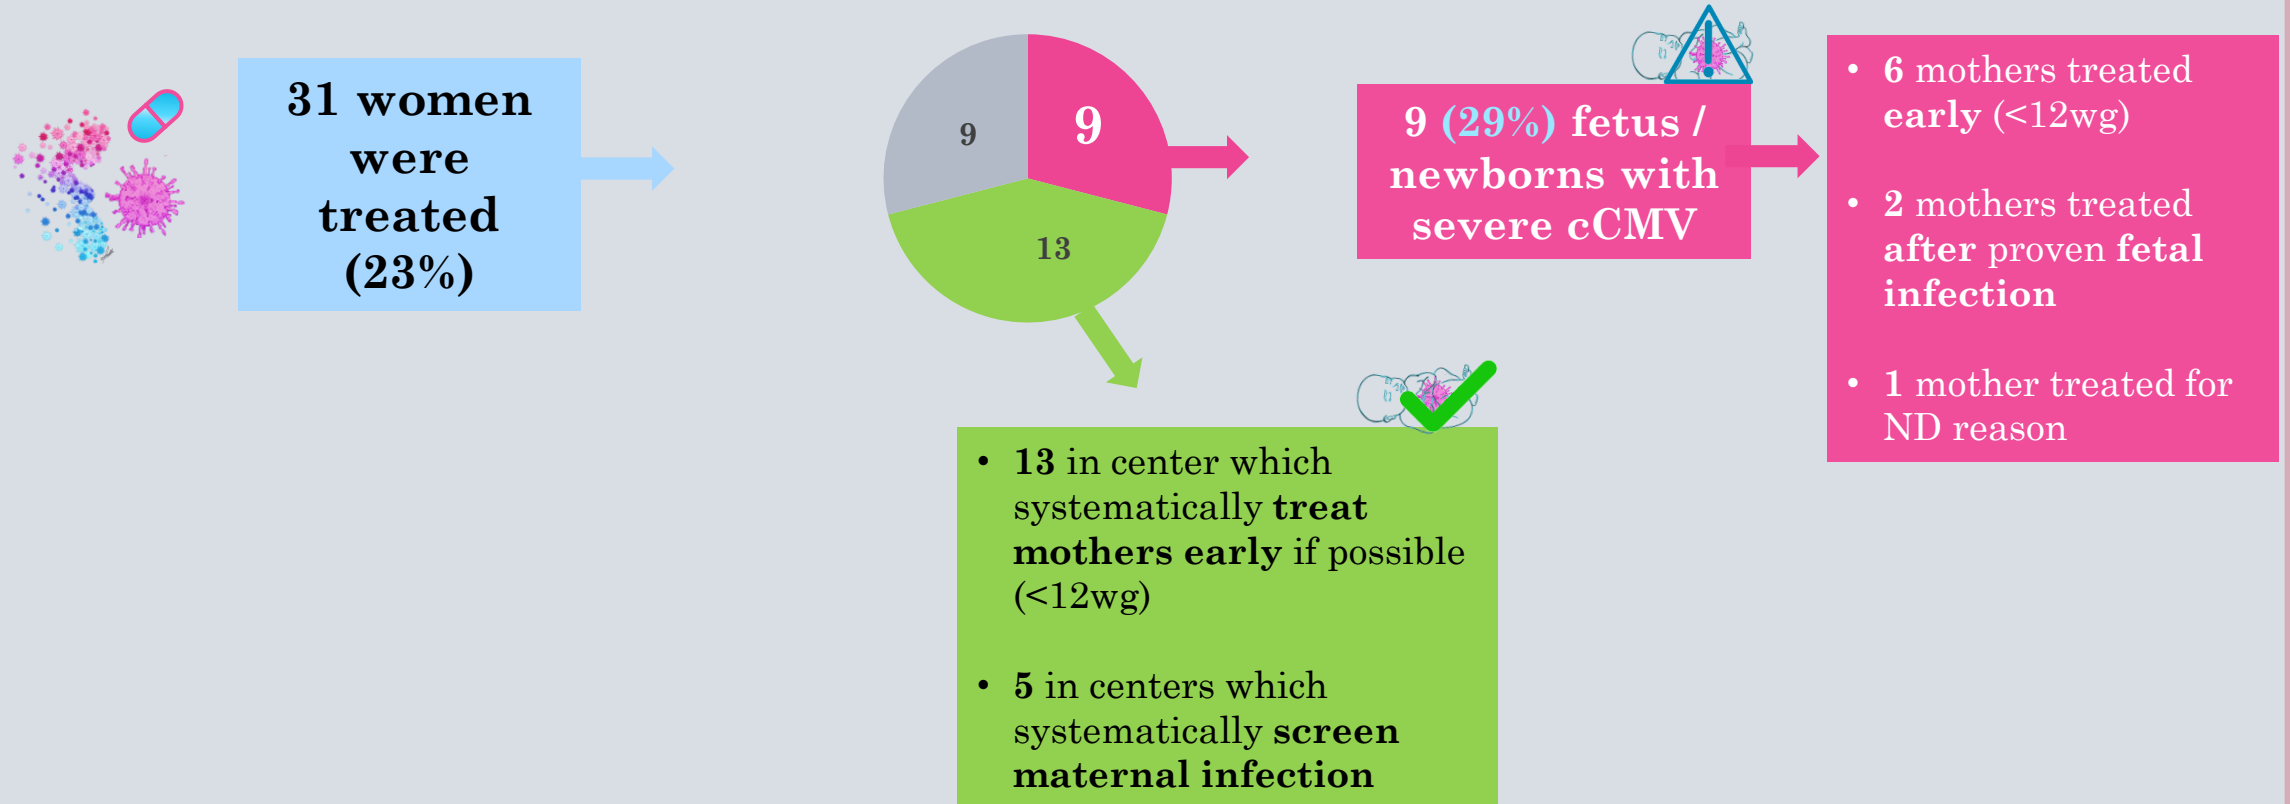 31 women
were
treated
(23%)
9
9
13
9 (29%) fetus /
newborns with
severe cCMV
• 6 mothers treated
early (<12wg)
• 2 mothers treated
after proven fetal
infection
• 1 mother treated for
ND reason
• 13 in center which
systematically treat
mothers early if possible
(<12wg)
• 5 in centers which
systematically screen
maternal infection